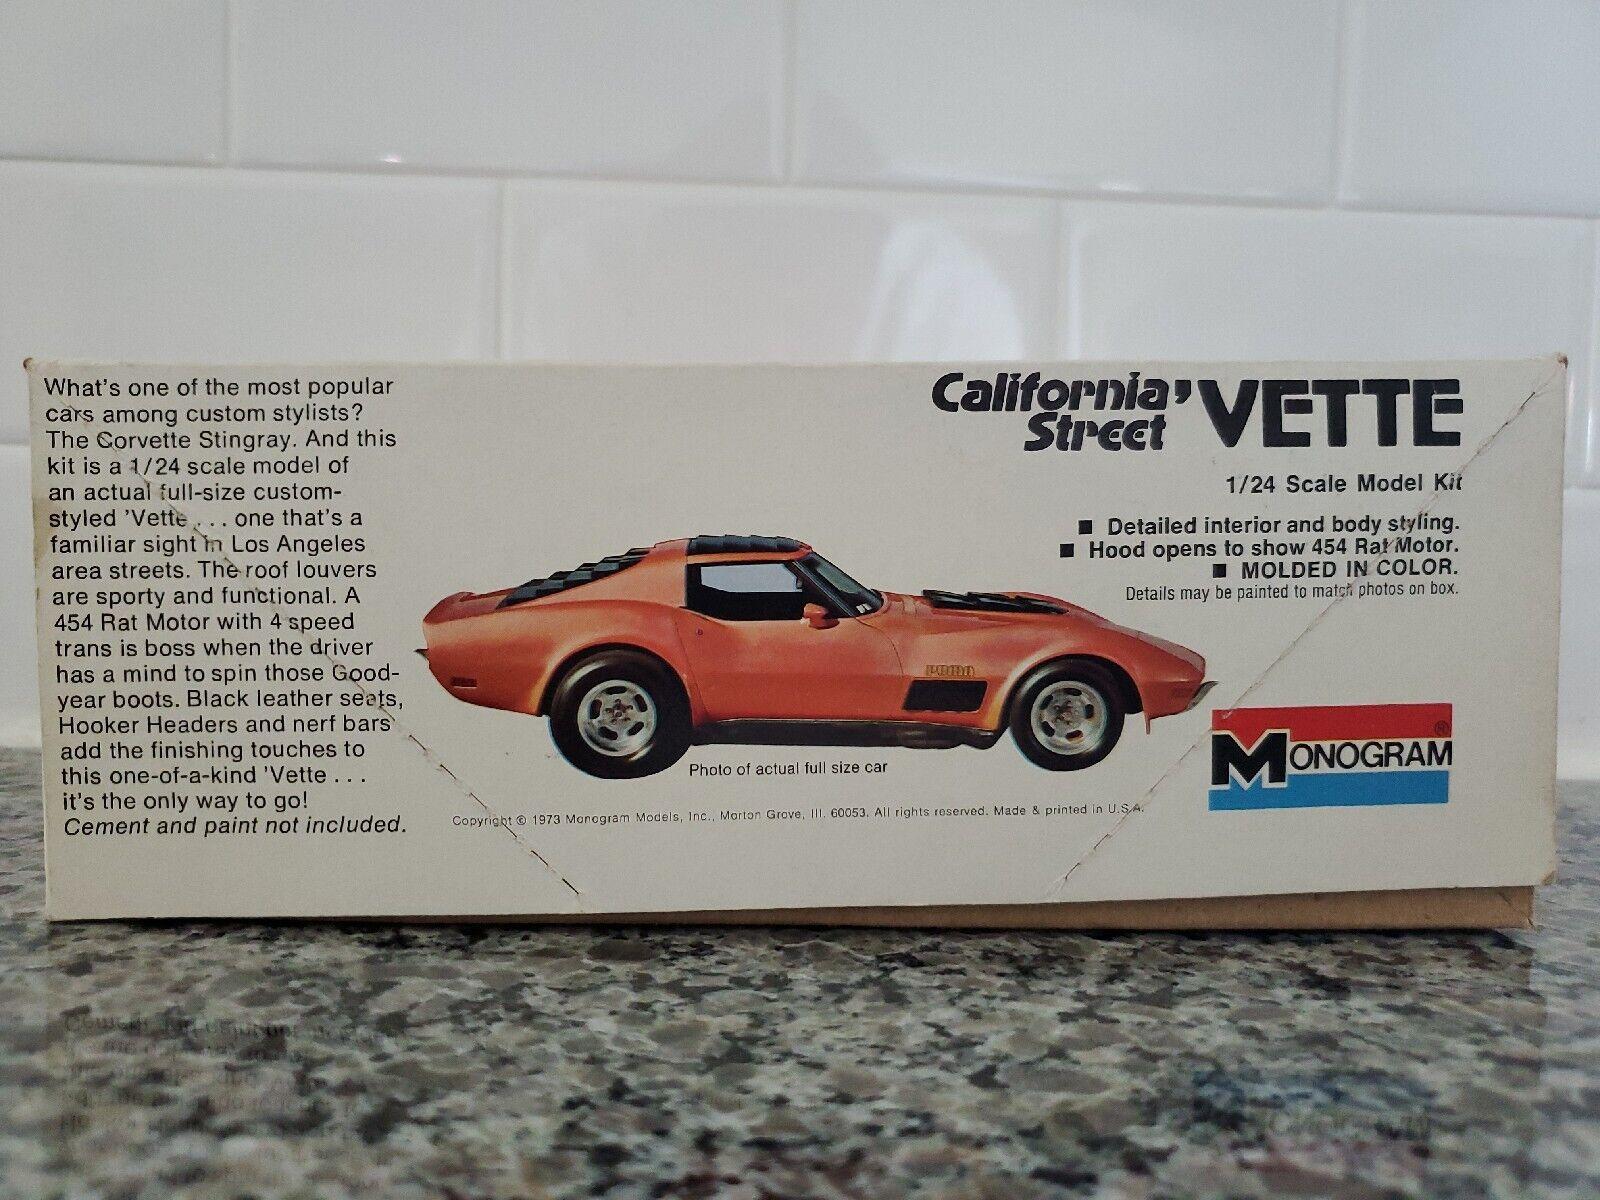 What's one of the most popular
cars among custom stylists?
The Corvette Stingray. And this
kit is a 1/24 scale model of
an actual full-size custom-
styled 'Vette . . . one that's a
familiar sight in Los Angeles
area streets. The roof louvers
are sporty and functional. A
454 Rat Motor with 4 speed
trans is boss when the driver
has a mind to spin those Good-
year boots. Black leather seats,
Hooker Headers and nerf bars
add the finishing touches to
this one-of-a-kind 'Vette . . .
it's the only way to go!
Cement and paint not included.
California
Street
'VETTE
1/24 Scale Model Kit
■ Detailed interior and body styling.
■ Hood opens to show 454 Rat Motor.
■ MOLDED IN COLOR.
Details may be painted to match photos on box.
Photo of actual full size car
Copyright © 1973 Monogram Models, Inc., Morton Grove, Ill. 60053. All rights reserved. Made & printed in U.S.A.
MONOGRAM®